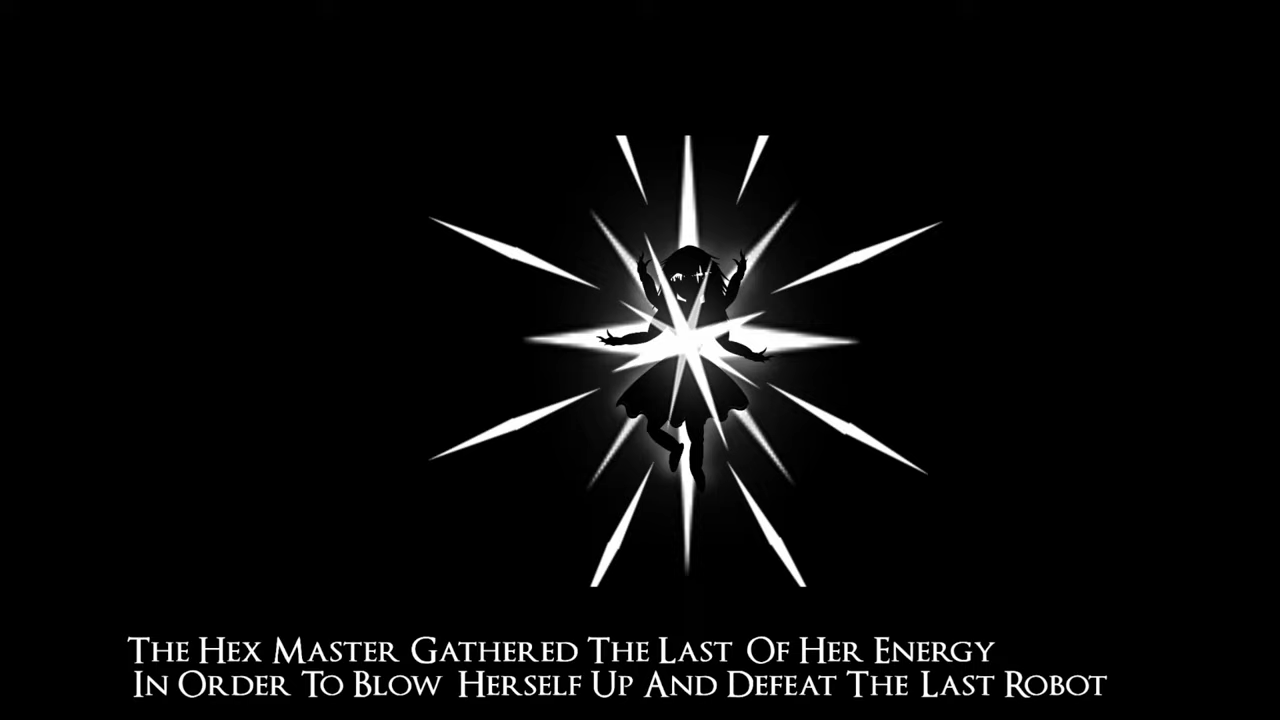 The Hex Master Gathered The Last Of Her Energy
In Order To Blow Herself Up And Defeat The Last Robot